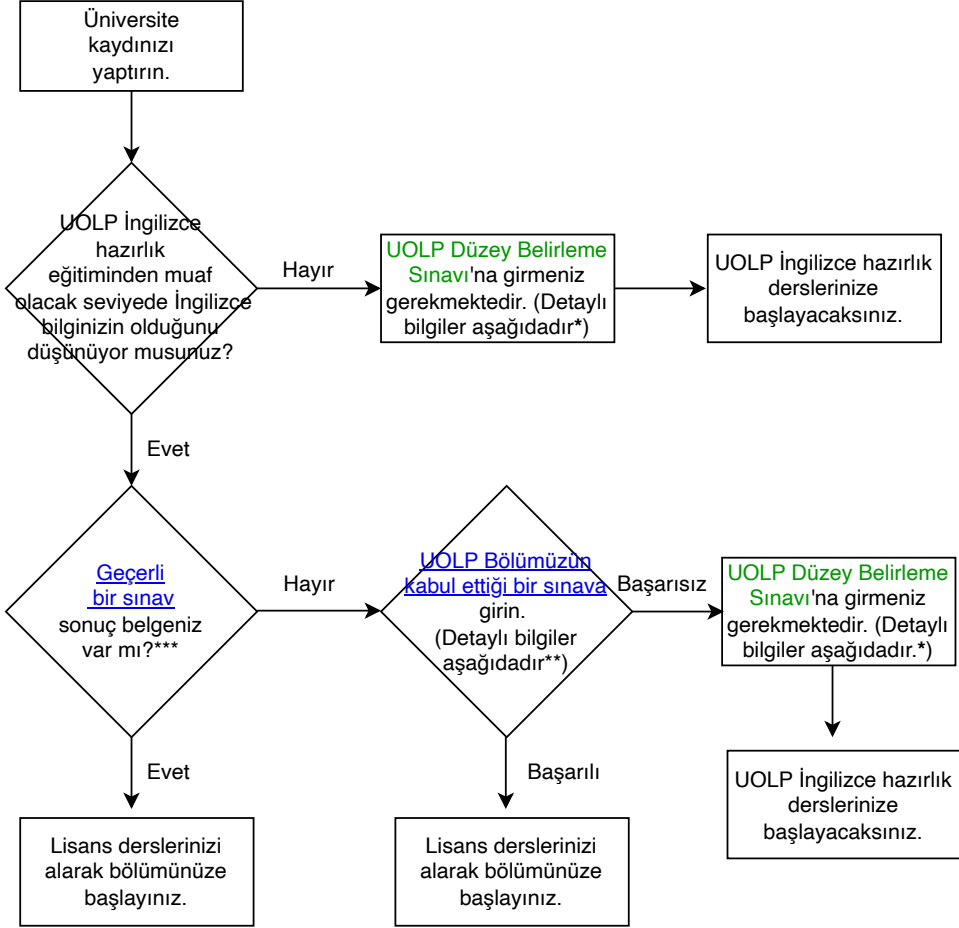 Üniversite
kaydınızı
yaptırın.
UOLP İngilizce
hazırlık
eğitiminden muaf
olacak seviyede İngilizce
bilginizin olduğunu
düşünüyor musunuz?
Hayır
UOLP Düzey Belirleme
Sınavı'na girmeniz
gerekmektedir. (Detaylı
bilgiler aşağıdadır*)
UOLP İngilizce hazırlık
derslerinize
başlayacaksınız.
Evet
Geçerli
bir sınav
sonuç belgeniz
var mı?***
Hayır
UOLP Bölümüzün
kabul ettiği bir sınava
girin.
(Detaylı bilgiler
aşağıdadır**)
Başarısız
UOLP Düzey Belirleme
Sınavı'na girmeniz
gerekmektedir. (Detaylı
bilgiler aşağıdadır.*)
Evet
Başarılı
UOLP İngilizce hazırlık
derslerinize
başlayacaksınız.
Lisans derslerinizi
alarak bölümünüze
başlayınız.
Lisans derslerinizi
alarak bölümünüze
başlayınız.